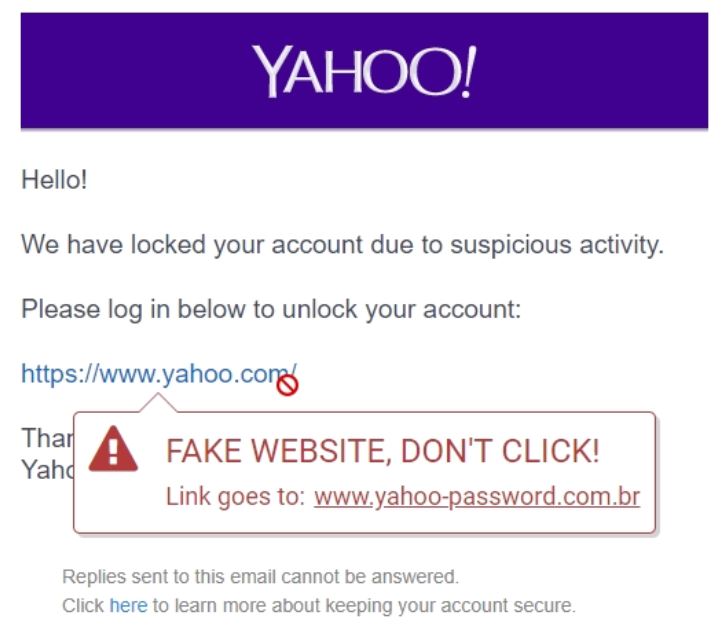 YAHOO!
Hello!
We have locked your account due to suspicious activity.
Please log in below to unlock your account:
https://www.yahoo.com/
FAKE WEBSITE, DON'T CLICK!
Link goes to: www.yahoo-password.com.br
Replies sent to this email cannot be answered.
Click here to learn more about keeping your account secure.